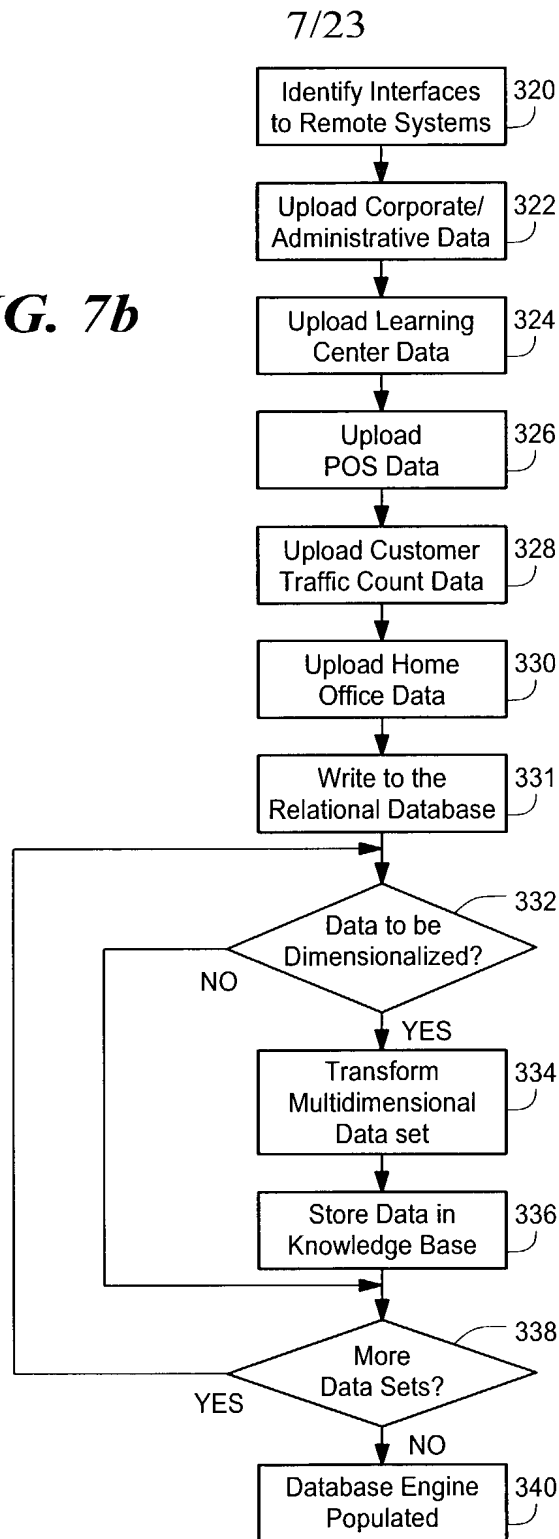 7/23
Identify Interfaces
to Remote Systems
320
Upload Corporate/
Administrative Data
322
G. 7b
Upload Learning
Center Data
324
Upload
POS Data
326
Upload Customer
Traffic Count Data
328
Upload Home
Office Data
330
Write to the
Relational Database
331
Data to be
Dimensionalized?
332
NO
YES
Transform
Multidimensional
Data set
334
Store Data in
Knowledge Base
336
More
Data Sets?
338
YES
NO
Database Engine
Populated
340